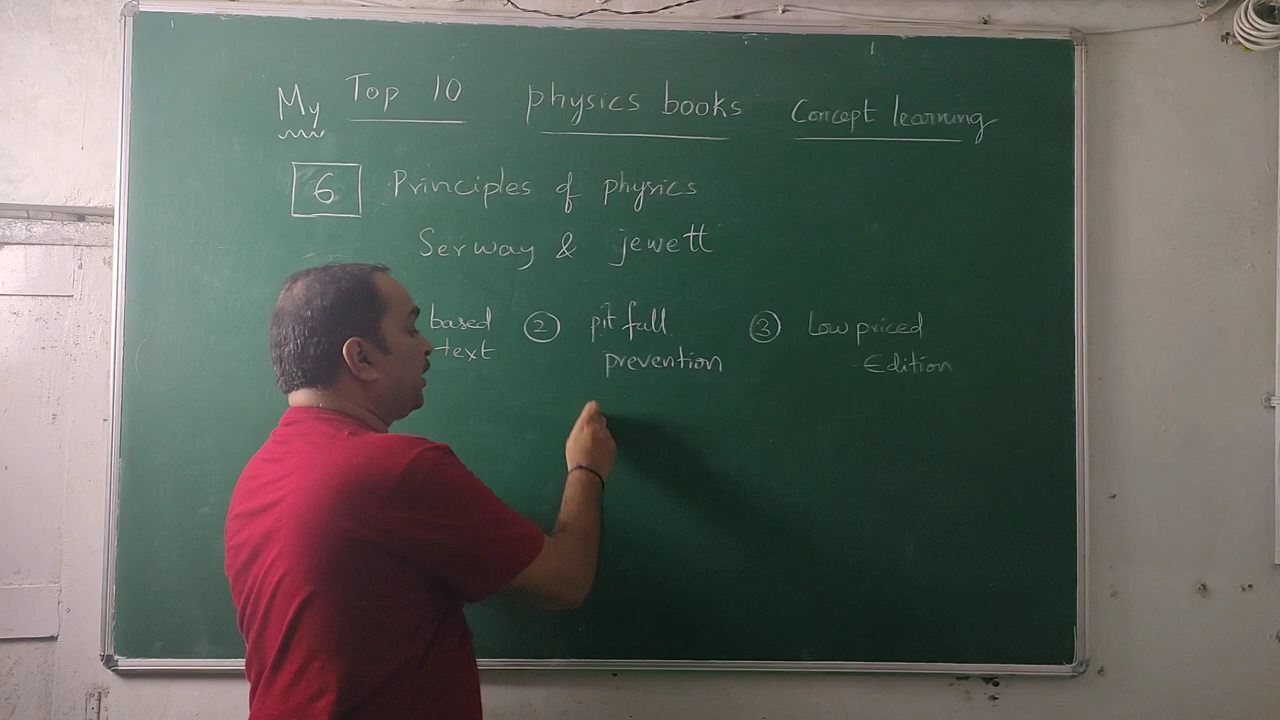 My Top 10 physics books Concept learning
6 Principles of physics
Serway & jewett
based text
2 pit fall prevention
3 Low priced Edition